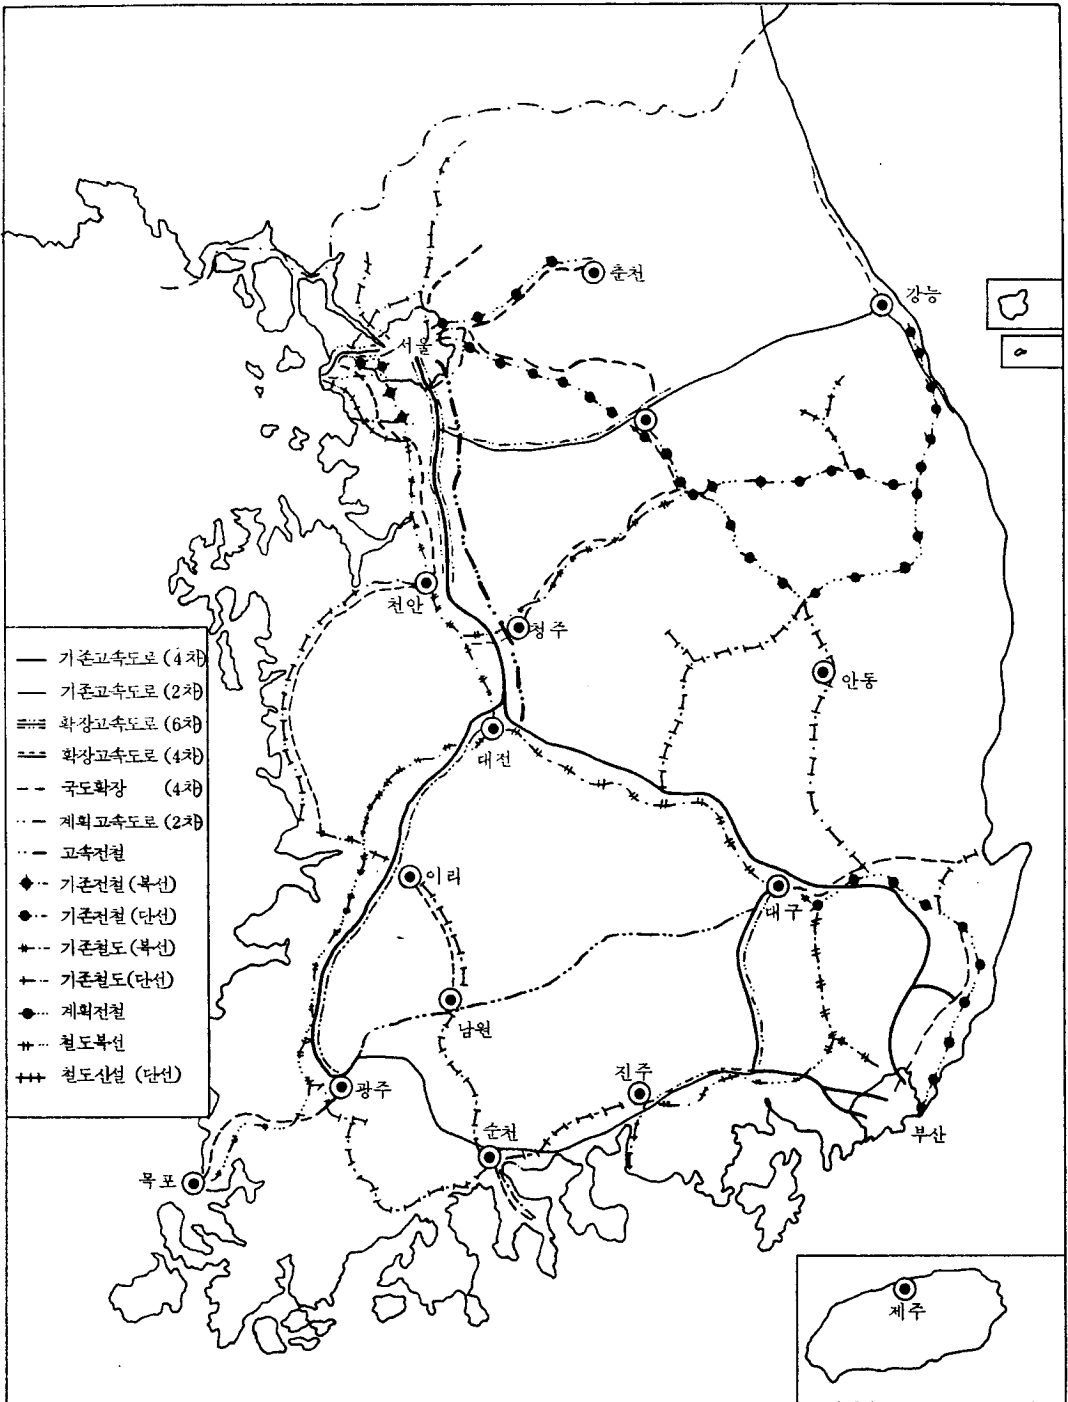 춘천
강능
서울
천안
청주
안동
기존고속도로 (4차)
기존고속도로 (2차)
확장고속도로 (6차)
확장고속도로 (4차)
국도확장 (4차)
계획고속도로 (2차)
고속전철
기존전철 (복선)
기존전철 (단선)
기존철도 (복선)
기존철도 (단선)
계획전철
철도복선
철도신설 (단선)
대전
이리
대구
남원
진주
광주
순천
부산
목포
제주